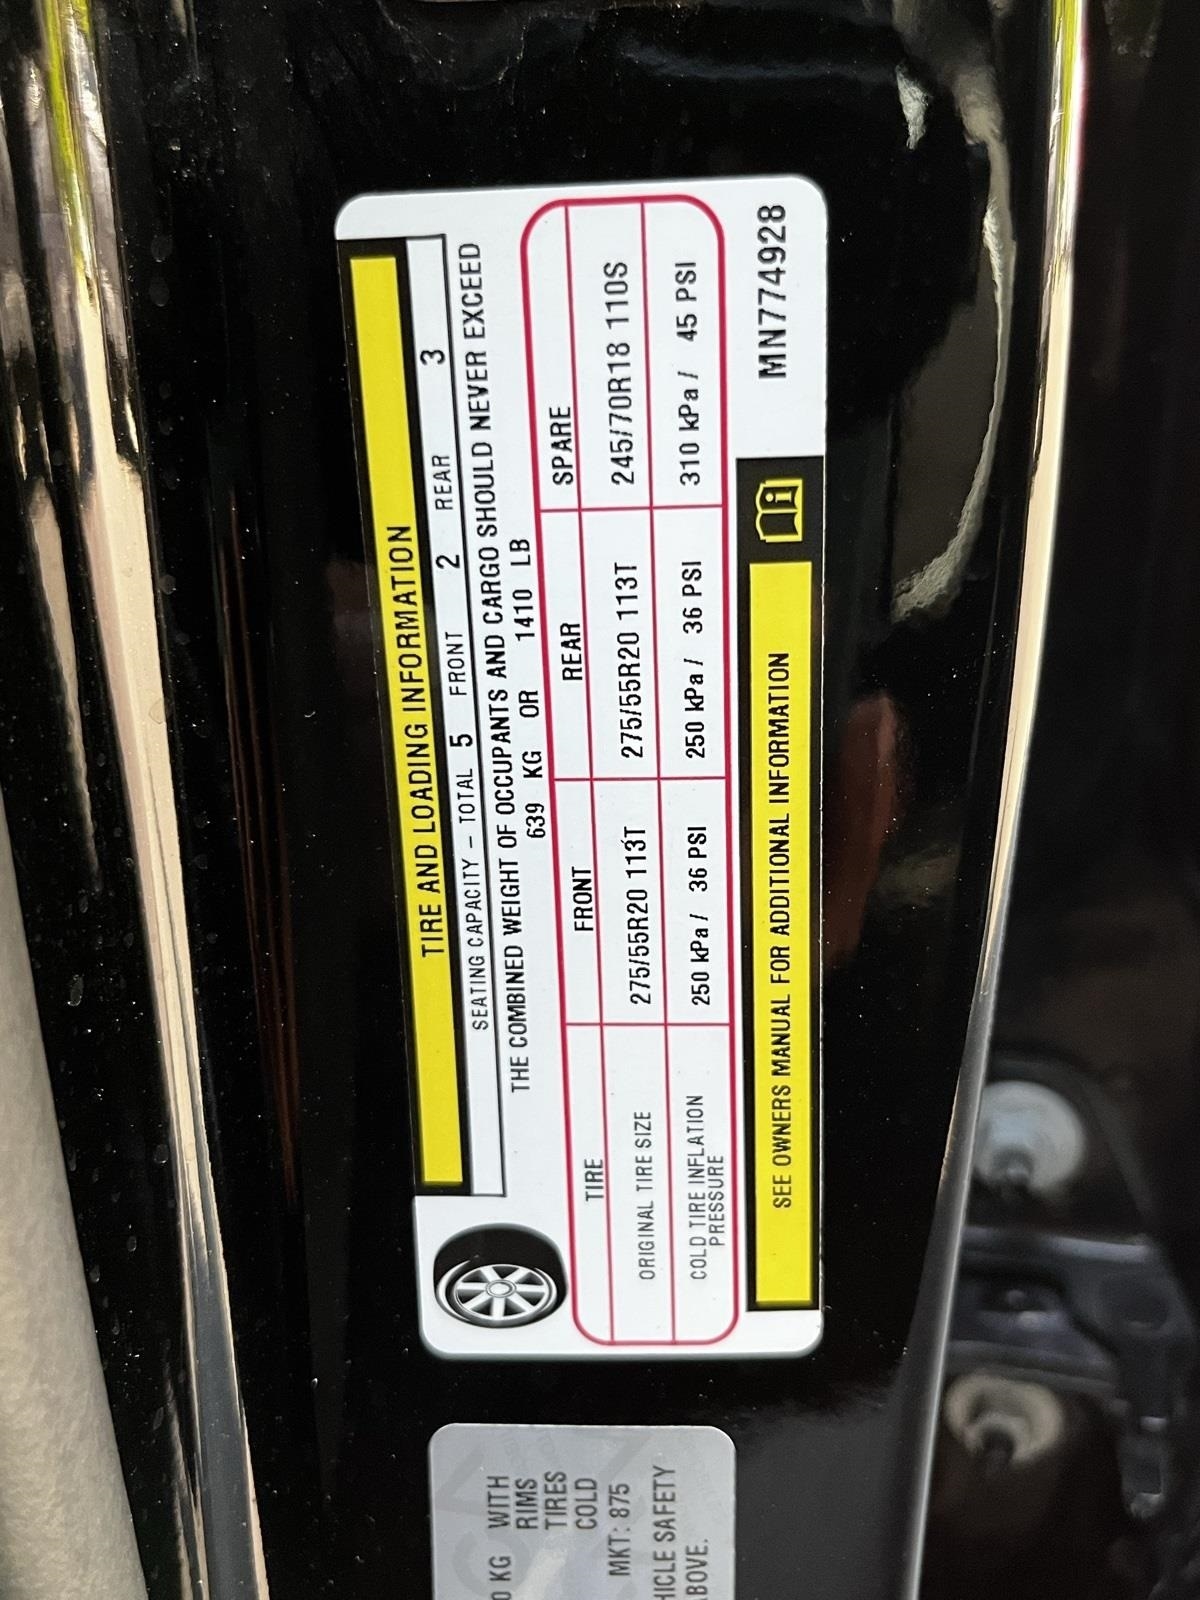 TIRE AND LOADING INFORMATION
SEATING CAPACITY – TOTAL 5 FRONT 2 REAR 3
THE COMBINED WEIGHT OF OCCUPANTS AND CARGO SHOULD NEVER EXCEED
639 KG OR 1410 LB
TIRE FRONT REAR SPARE
ORIGINAL TIRE SIZE 275/55R20 113T 275/55R20 113T 245/70R18 110S
COLD TIRE INFLATION PRESSURE 250 kPa / 36 PSI 250 kPa / 36 PSI 310 kPa / 45 PSI
SEE OWNERS MANUAL FOR ADDITIONAL INFORMATION
MN774928
KG WITH
RIMS
TIRES
COLD
MKT: 875
SAFETY